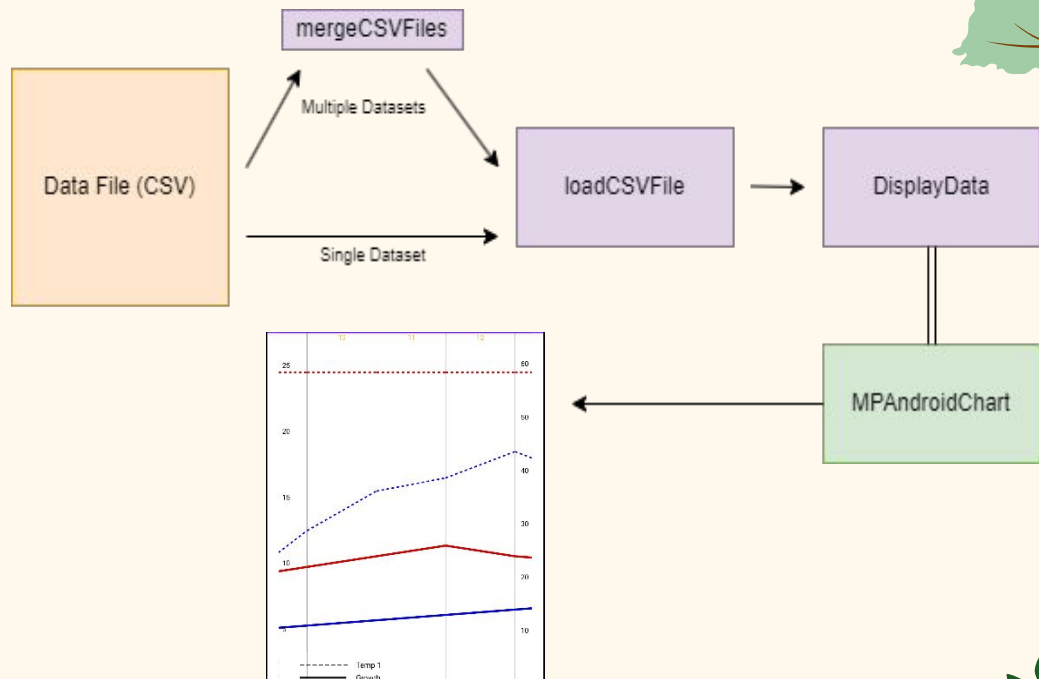 mergeCSVFiles
Data File (CSV)
Multiple Datasets
Single Dataset
loadCSVFile
DisplayData
MPAndroidChart
10
11
12
25
20
15
10
5
60
50
40
30
20
10
Temp 1
Growth